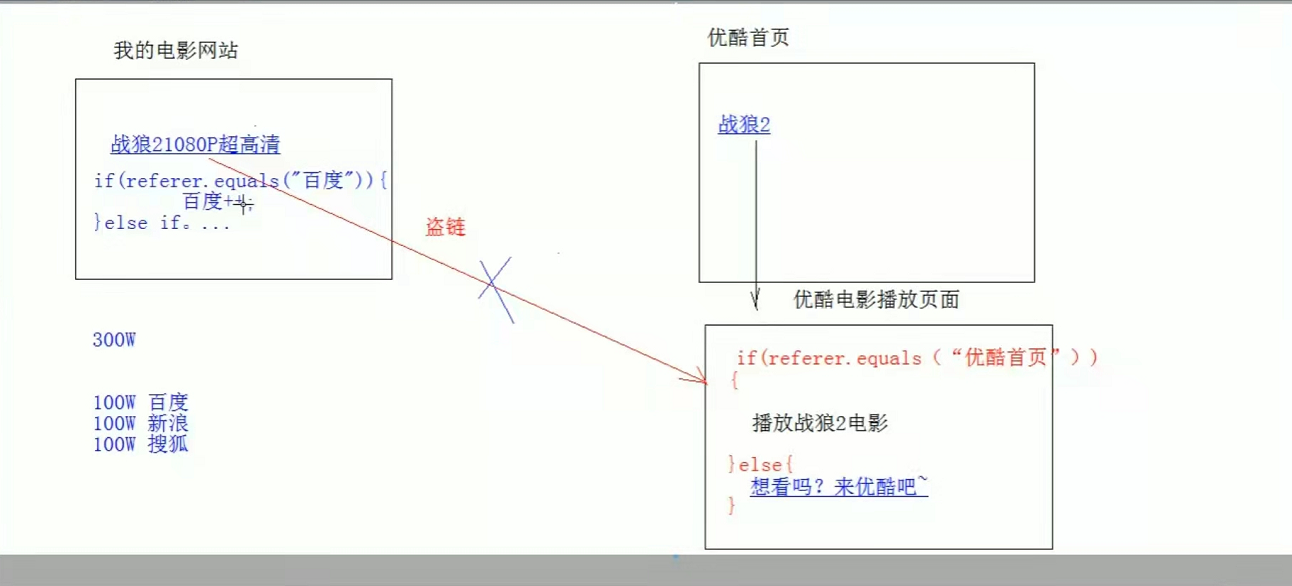 我的电影网站
战狼21080P超高清
if(referer.equals("百度")){
百度++;
}else if。...
300W
100W 百度
100W 新浪
100W 搜狐
盗链
优酷首页
战狼2
优酷电影播放页面
if(referer.equals（“优酷首页”））
{
播放战狼2电影
}else{
想看吗？来优酷吧~
}